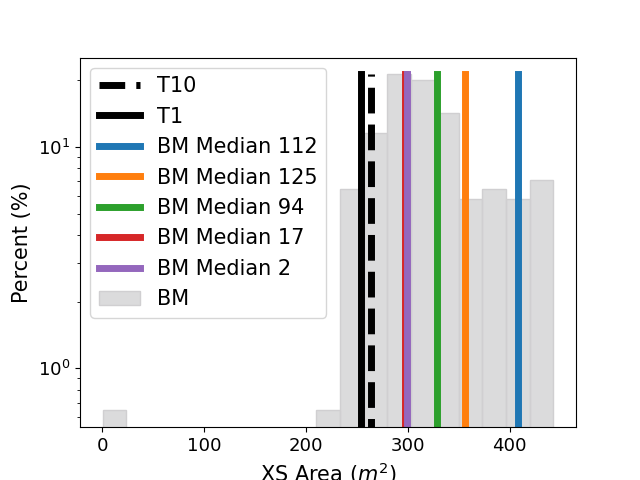 T10
T1
BM Median 112
BM Median 125
BM Median 94
BM Median 17
BM Median 2
BM
Percent (%)
10¹
10⁰
0 100 200 300 400
XS Area (m²)